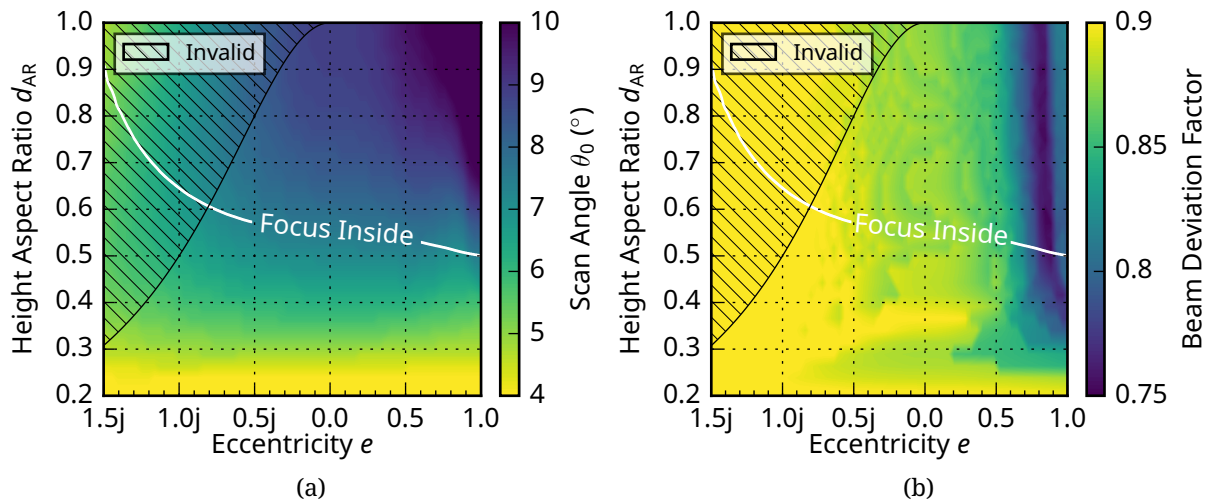 Height Aspect Ratio d_AR
1.0
0.9
0.8
0.7
0.6
0.5
0.4
0.3
0.2
Invalid
Focus Inside
1.5j 1.0j 0.5j 0.0 0.5 1.0
Eccentricity e
10
9
8
7
6
5
4
Scan Angle θ₀ (°)
(a)
Height Aspect Ratio d_AR
1.0
0.9
0.8
0.7
0.6
0.5
0.4
0.3
0.2
Invalid
Focus Inside
1.5j 1.0j 0.5j 0.0 0.5 1.0
Eccentricity e
0.9
0.85
0.8
0.75
Beam Deviation Factor
(b)